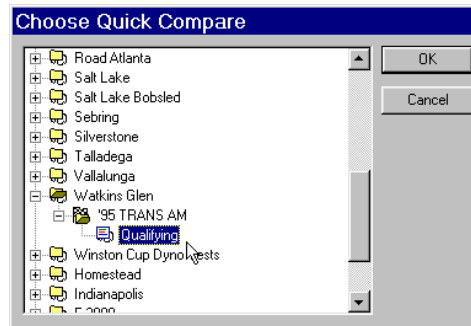 Choose Quick Compare
Road Atlanta
OK
Salt Lake
Salt Lake Bobsled
Cancel
Sebring
Silverstone
Talladega
Vallalunga
Watkins Glen
'95 TRANS AM
Qualifying
Winston Cup Dyno Tests
Homestead
Indianapolis